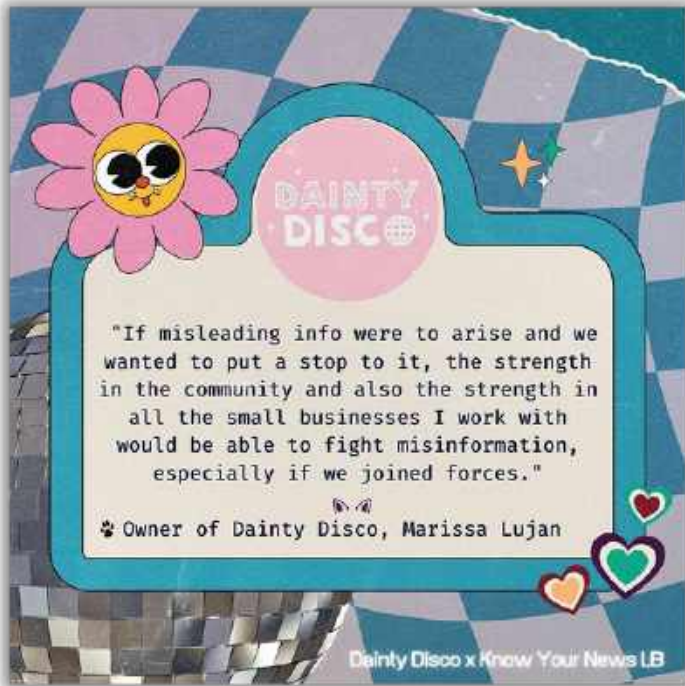 DAINTY
DISCO
"If misleading info were to arise and we
wanted to put a stop to it, the strength
in the community and also the strength in
all the small businesses I work with
would be able to fight misinformation,
especially if we joined forces."
Owner of Dainty Disco, Marissa Lujan
Dainty Disco x Know Your News LB